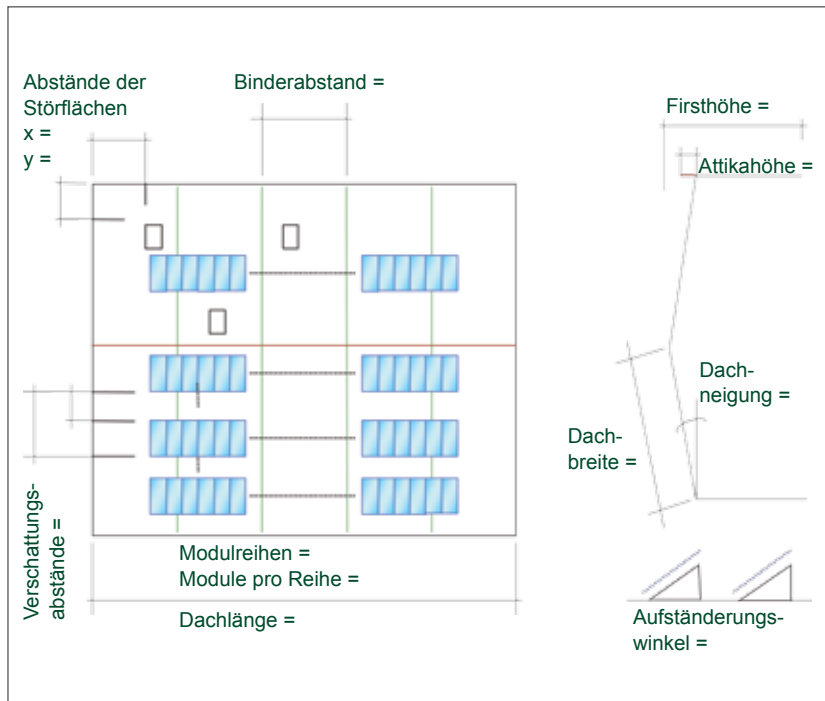 Abstände der
Störflächen
x =
y =
Binderabstand =
Firsthöhe =
Attikahöhe =
Dach-
neigung =
Dach-
breite =
Verschattungs-
abstände =
Modulreihen =
Module pro Reihe =
Dachlänge =
Aufständerungs-
winkel =